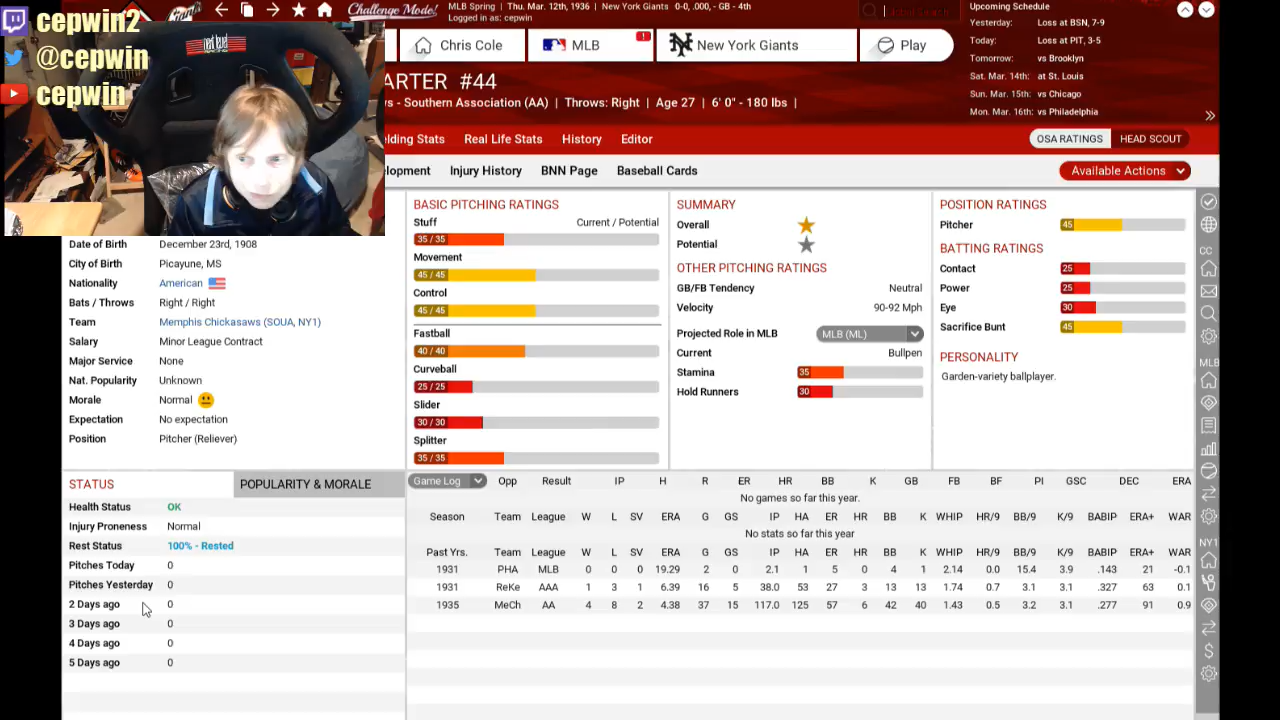 cepwin2
@cepwin
cepwin
Challenge Mode!
MLB Spring | Thu. Mar. 12th, 1936 | New York Giants 0-0, .000, - GB - 4th
Logged in as: cepwin
Upcoming Schedule
Yesterday: Loss at BSN, 7-9
Today: Loss at PIT, 3-5
Tomorrow: vs Brooklyn
Sat. Mar. 14th: at St. Louis
Sun. Mar. 15th: vs Chicago
Mon. Mar. 16th: vs Philadelphia
Chris Cole
MLB
New York Giants
Play
ARTER #44
s - Southern Association (AA) | Throws: Right | Age 27 | 6' 0" - 180 lbs |
elding Stats Real Life Stats History Editor
OSA RATINGS HEAD SCOUT
lopment Injury History BNN Page Baseball Cards
Available Actions
Date of Birth December 23rd, 1908
City of Birth Picayune, MS
Nationality American
Bats / Throws Right / Right
Team Memphis Chickasaws (SOUA, NY1)
Salary Minor League Contract
Major Service None
Nat. Popularity Unknown
Morale Normal
Expectation No expectation
Position Pitcher (Reliever)
BASIC PITCHING RATINGS
Stuff Current / Potential
35 / 35
Movement
45 / 45
Control
45 / 45
Fastball
40 / 40
Curveball
25 / 25
Slider
30 / 30
Splitter
35 / 35
SUMMARY
Overall
Potential
OTHER PITCHING RATINGS
GB/FB Tendency Neutral
Velocity 90-92 Mph
Projected Role in MLB MLB (ML)
Current Bullpen
Stamina 35
Hold Runners 30
POSITION RATINGS
Pitcher 45
BATTING RATINGS
Contact 25
Power 25
Eye 30
Sacrifice Bunt 45
PERSONALITY
Garden-variety ballplayer.
CC
MLB
NY1
STATUS POPULARITY & MORALE
Health Status OK
Injury Proneness Normal
Rest Status 100% - Rested
Pitches Today 0
Pitches Yesterday 0
2 Days ago 0
3 Days ago 0
4 Days ago 0
5 Days ago 0
Game Log Opp Result IP H R ER HR BB K GB FB BF PI GSC DEC ERA
No games so far this year.
Season Team League W L SV ERA G GS IP HA ER HR BB K WHIP HR/9 BB/9 K/9 BABIP ERA+ WAR
No stats so far this year
Past Yrs. Team League W L SV ERA G GS IP HA ER HR BB K WHIP HR/9 BB/9 K/9 BABIP ERA+ WAR
1931 PHA MLB 0 0 0 19.29 2 0 2.1 1 5 0 4 1 2.14 0.0 15.4 3.9 .143 21 -0.1
1931 ReKe AAA 1 3 1 6.39 16 5 38.0 53 27 3 13 13 1.74 0.7 3.1 3.1 .327 63 0.1
1935 MeCh AA 4 8 2 4.38 37 15 117.0 125 57 6 42 40 1.43 0.5 3.2 3.1 .277 91 0.9